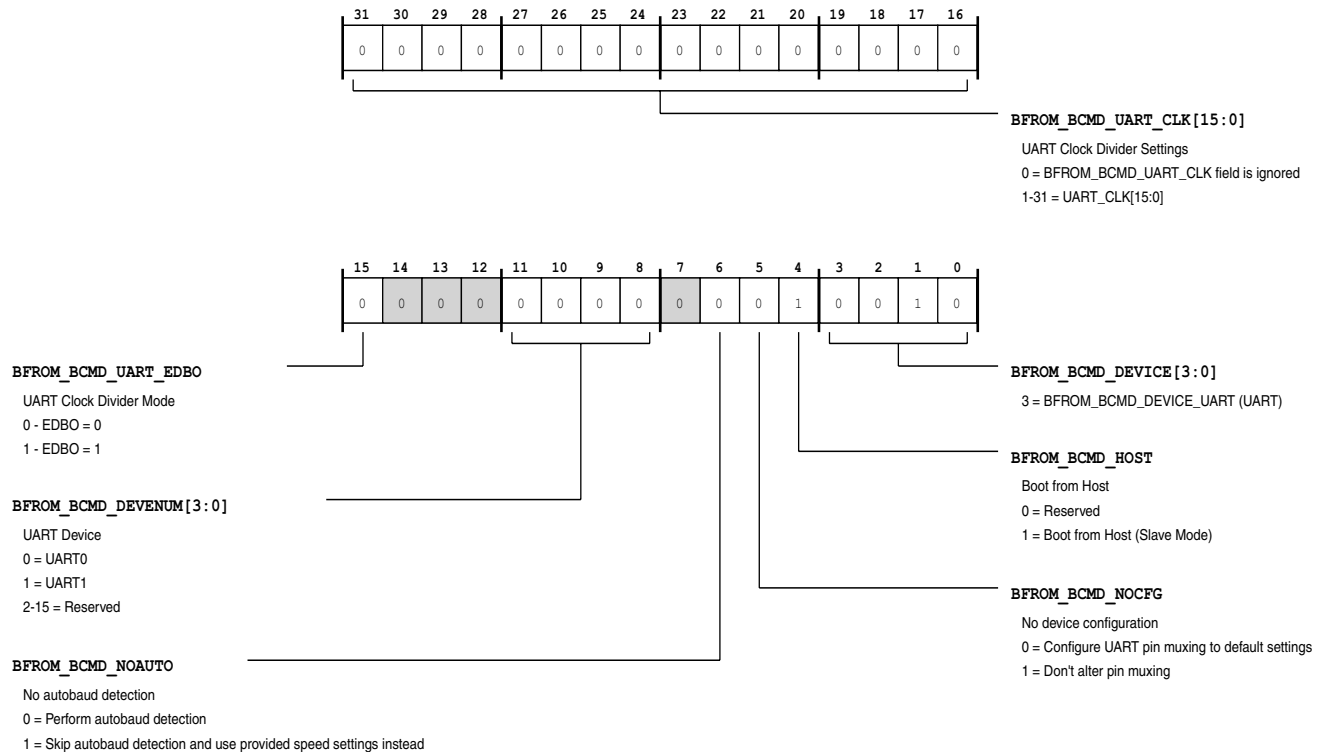 31 30 29 28 27 26 25 24 23 22 21 20 19 18 17 16
0 0 0 0 0 0 0 0 0 0 0 0 0 0 0 0
BFROM_BCMD_UART_CLK[15:0]
UART Clock Divider Settings
0 = BFROM_BCMD_UART_CLK field is ignored
1-31 = UART_CLK[15:0]
15 14 13 12 11 10 9 8 7 6 5 4 3 2 1 0
0 0 0 0 0 0 0 0 0 0 0 1 0 0 1 0
BFROM_BCMD_UART_EDBO
UART Clock Divider Mode
0 - EDBO = 0
1 - EDBO = 1
BFROM_BCMD_DEVENUM[3:0]
UART Device
0 = UART0
1 = UART1
2-15 = Reserved
BFROM_BCMD_NOAUTO
No autobaud detection
0 = Perform autobaud detection
1 = Skip autobaud detection and use provided speed settings instead
BFROM_BCMD_DEVICE[3:0]
3 = BFROM_BCMD_DEVICE_UART (UART)
BFROM_BCMD_HOST
Boot from Host
0 = Reserved
1 = Boot from Host (Slave Mode)
BFROM_BCMD_NOCFG
No device configuration
0 = Configure UART pin muxing to default settings
1 = Don't alter pin muxing